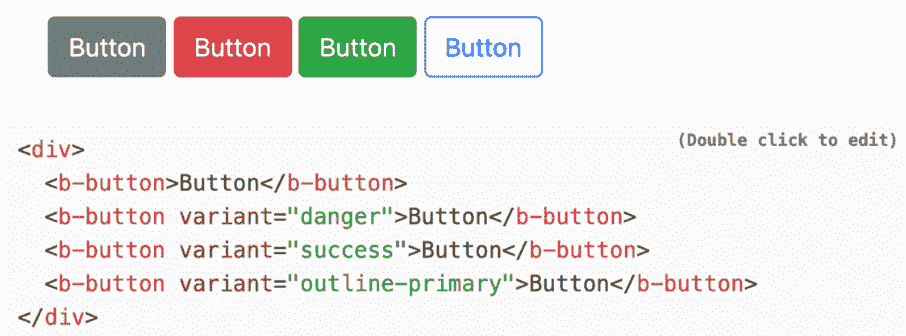 Button Button Button Button
(Double click to edit)
<div>
  <b-button>Button</b-button>
  <b-button variant="danger">Button</b-button>
  <b-button variant="success">Button</b-button>
  <b-button variant="outline-primary">Button</b-button>
</div>